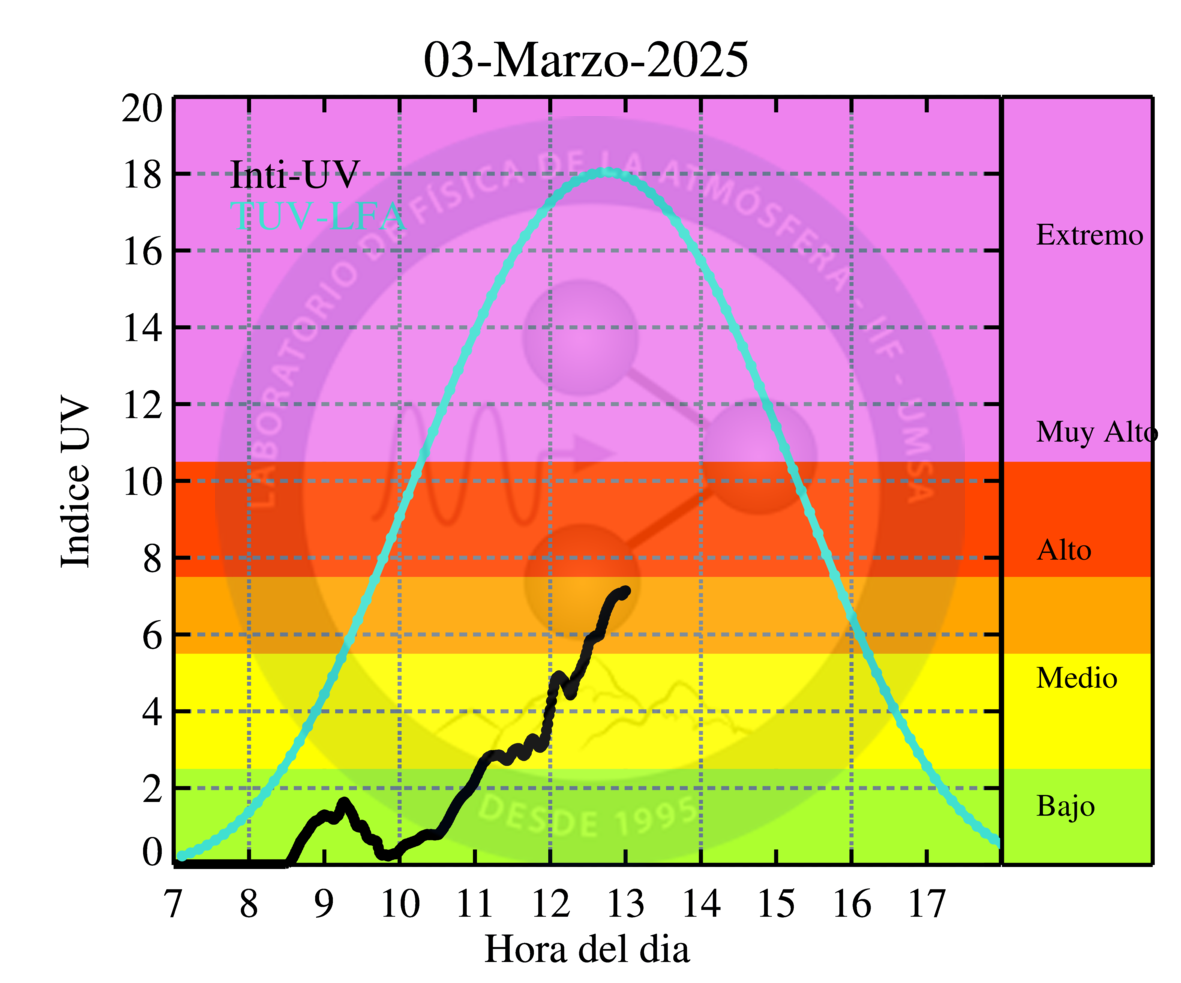 03-Marzo-2025
Inti-UV
TUV-LFA
Indice UV
20
18
16
14
12
10
8
6
4
2
0
7 8 9 10 11 12 13 14 15 16 17
Hora del dia
Extremo
Muy Alto
Alto
Medio
Bajo
LABORATORIO DE FÍSICA DE LA ATMÓSFERA - IIF - UMSA
DESDE 1995